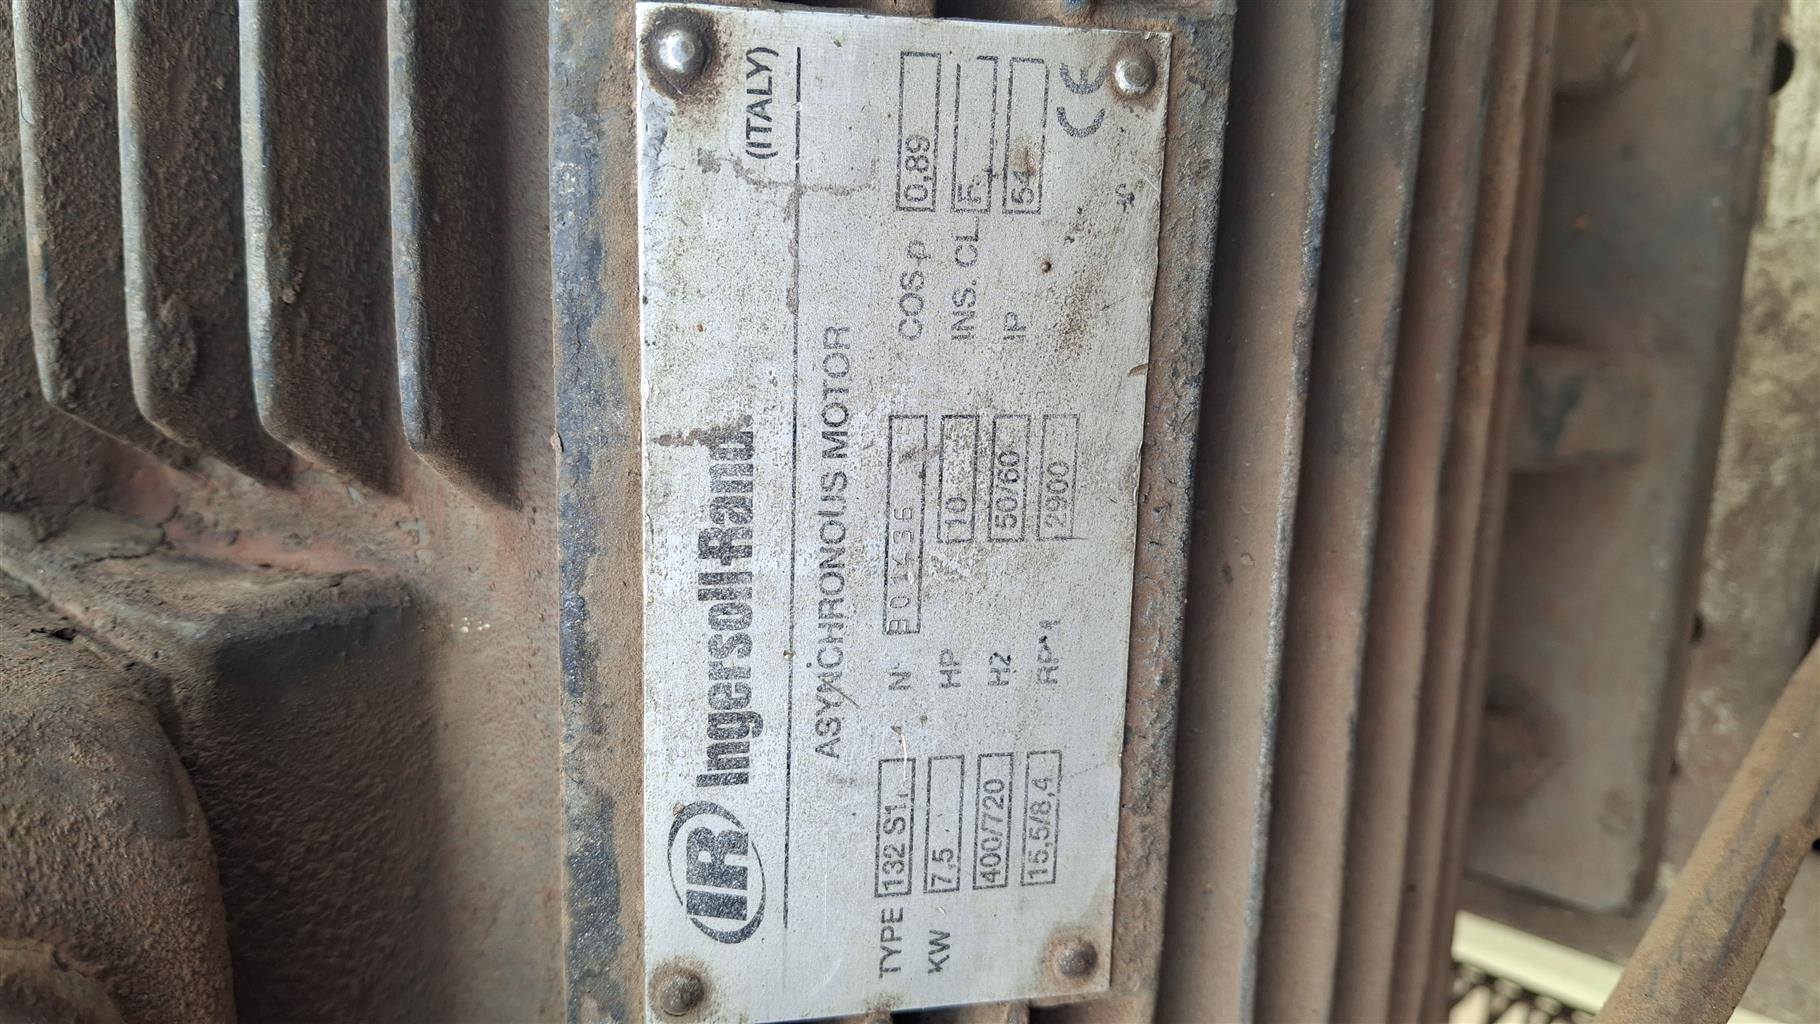 IR Ingersoll-Rand.
(ITALY)
ASYNCHRONOUS MOTOR
TYPE 132 S1 N° 01436 COS φ 0,89
KW 7,5 HP 10 INS. CL F
400/720 HZ 50/60 IP 54
15,5/8,4 RPM 2900
CE